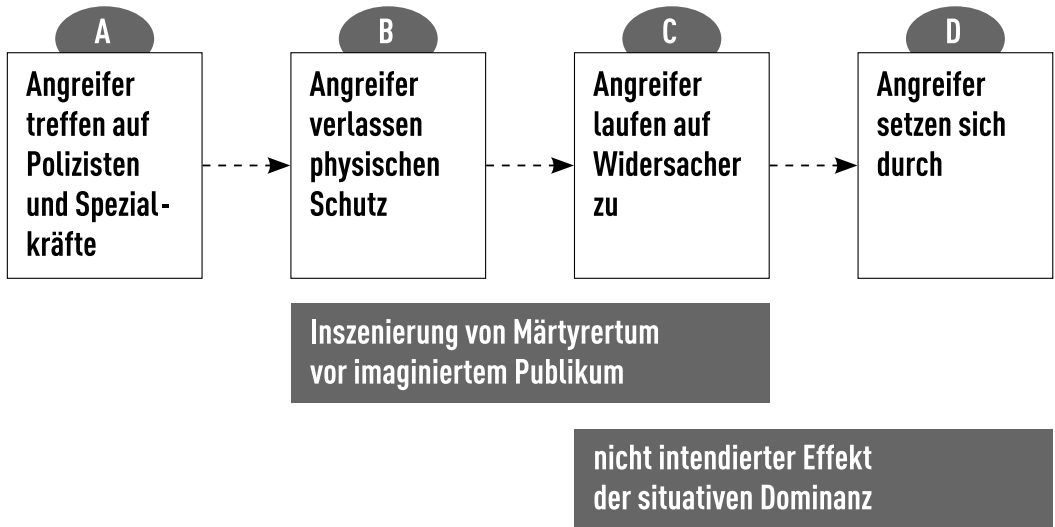 A
Angreifer
treffen auf
Polizisten
und Spezial-
kräfte
B
Angreifer
verlassen
physischen
Schutz
C
Angreifer
laufen auf
Widersacher
zu
D
Angreifer
setzen sich
durch
Inszenierung von Märtyrertum
vor imaginiertem Publikum
nicht intendierter Effekt
der situativen Dominanz